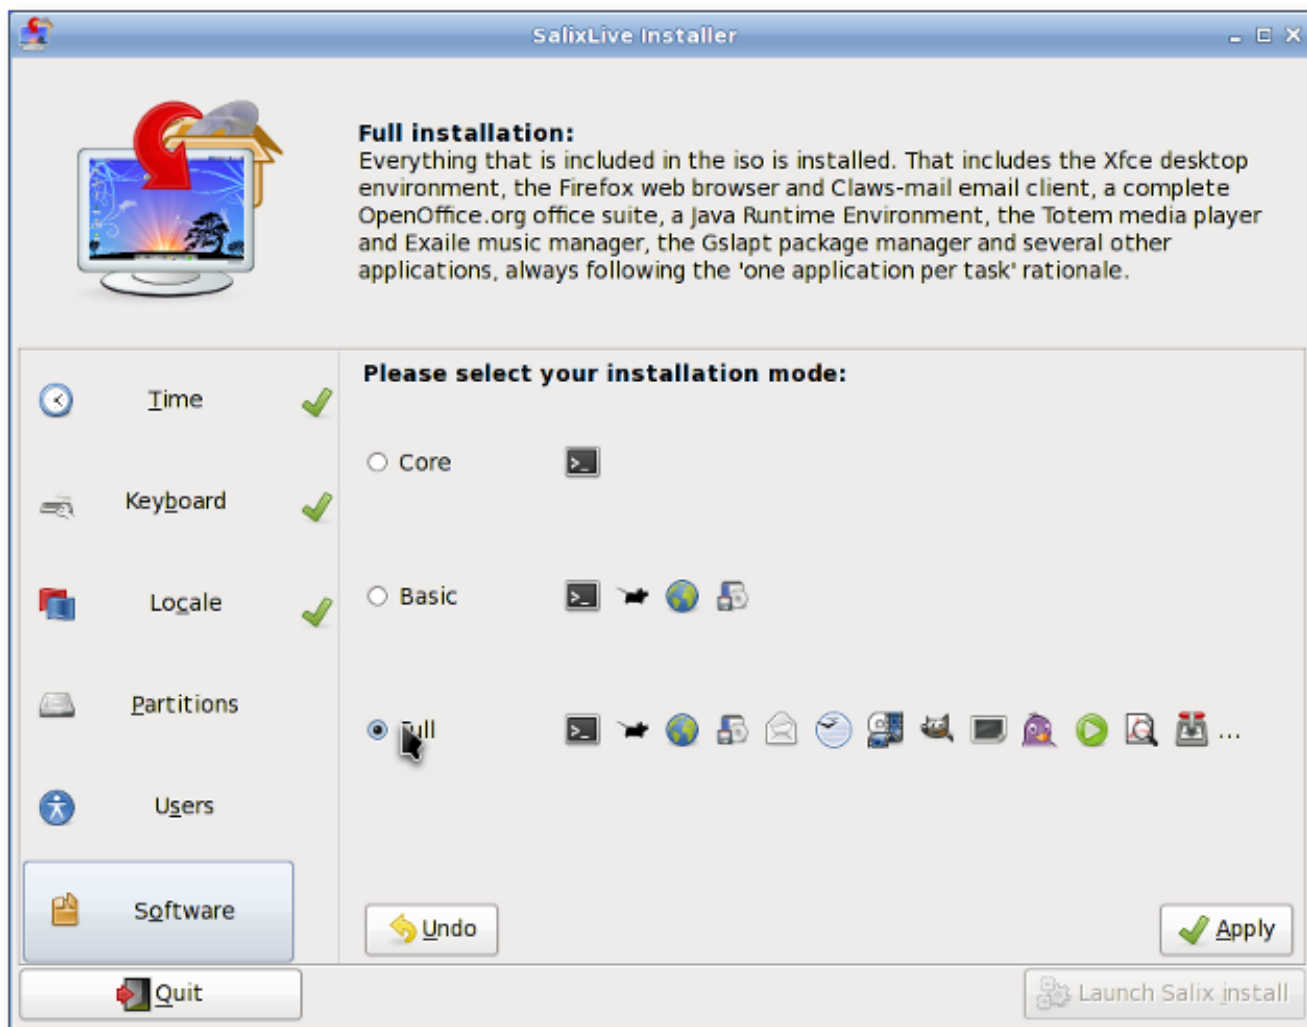 SalixLive Installer
Full installation:
Everything that is included in the iso is installed. That includes the Xfce desktop
environment, the Firefox web browser and Claws-mail email client, a complete
OpenOffice.org office suite, a Java Runtime Environment, the Totem media player
and Exaile music manager, the Gslapt package manager and several other
applications, always following the 'one application per task' rationale.
Please select your installation mode:
Time
Core
Keyboard
Locale
Basic
Partitions
Full
...
Users
Software
Undo
Apply
Quit
Launch Salix install